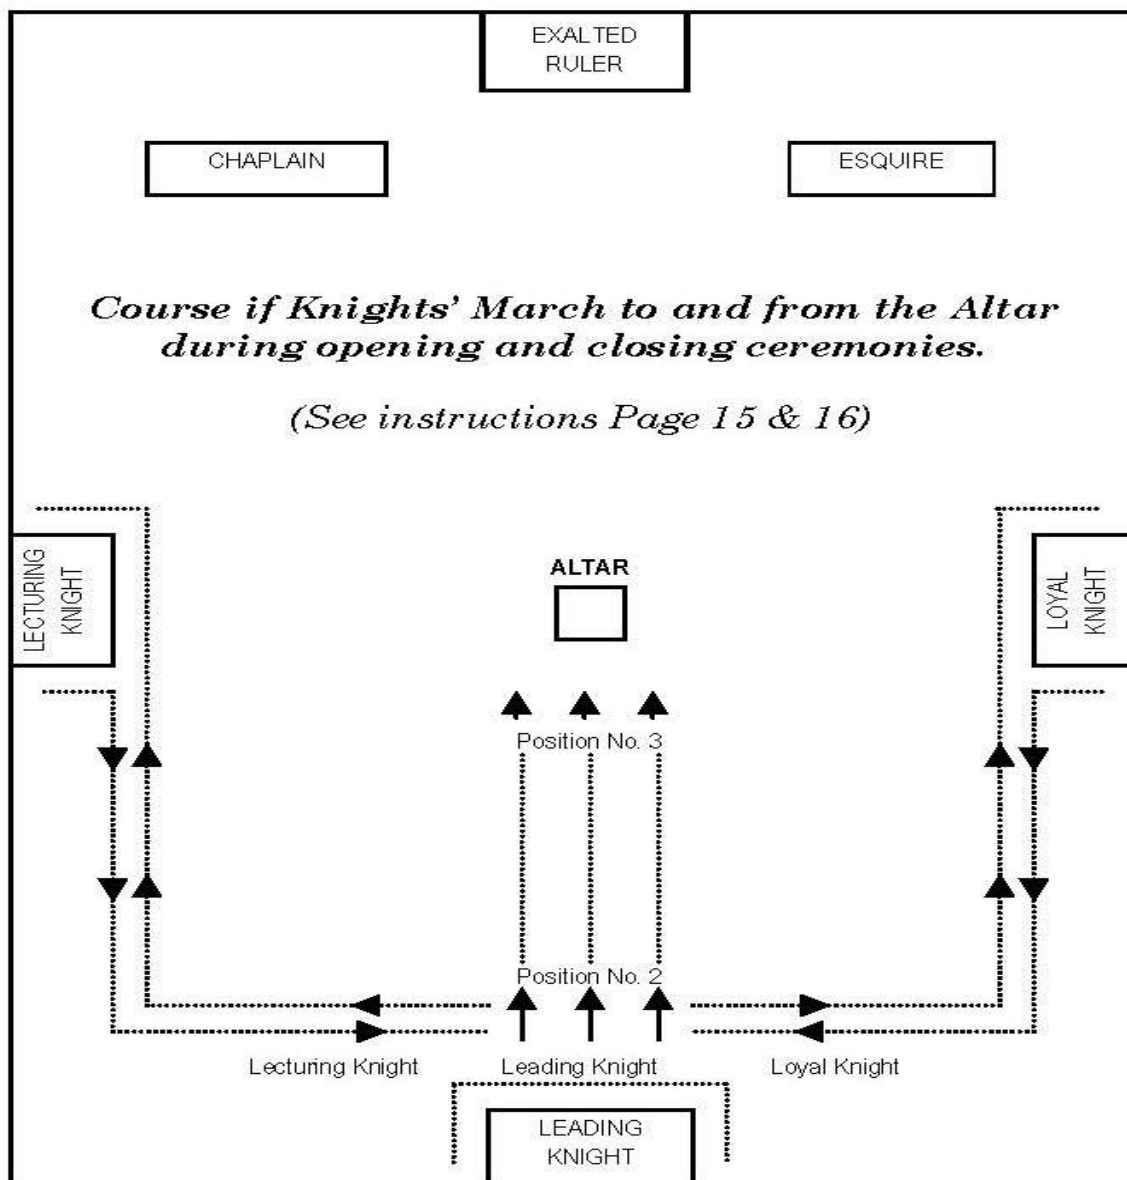 EXALTED
RULER
CHAPLAIN
ESQUIRE
Course if Knights' March to and from the Altar
during opening and closing ceremonies.
(See instructions Page 15 & 16)
LECTURING
KNIGHT
ALTAR
LOYAL
KNIGHT
Position No. 3
Position No. 2
Lecturing Knight
Leading Knight
Loyal Knight
LEADING
KNIGHT